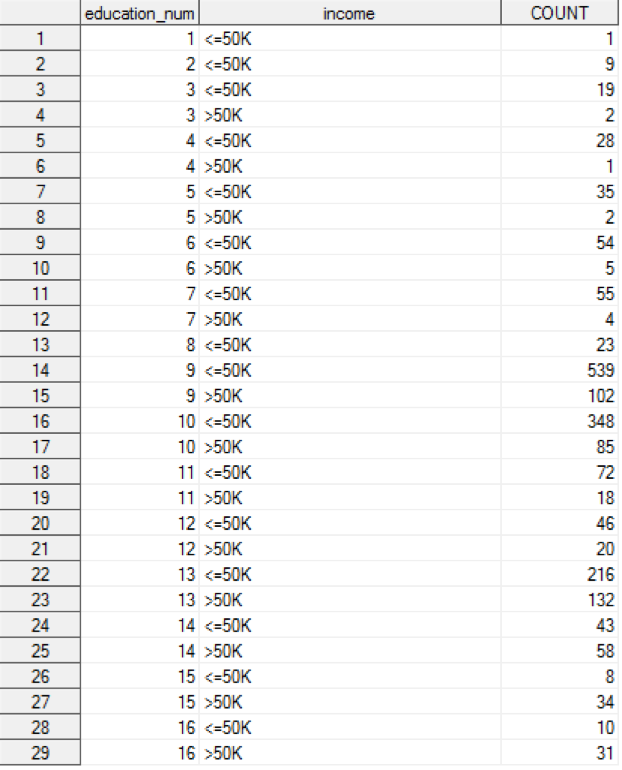 education_num income COUNT
1 1 <=50K 1
2 2 <=50K 9
3 3 <=50K 19
4 3 >50K 2
5 4 <=50K 28
6 4 >50K 1
7 5 <=50K 35
8 5 >50K 2
9 6 <=50K 54
10 6 >50K 5
11 7 <=50K 55
12 7 >50K 4
13 8 <=50K 23
14 9 <=50K 539
15 9 >50K 102
16 10 <=50K 348
17 10 >50K 85
18 11 <=50K 72
19 11 >50K 18
20 12 <=50K 46
21 12 >50K 20
22 13 <=50K 216
23 13 >50K 132
24 14 <=50K 43
25 14 >50K 58
26 15 <=50K 8
27 15 >50K 34
28 16 <=50K 10
29 16 >50K 31